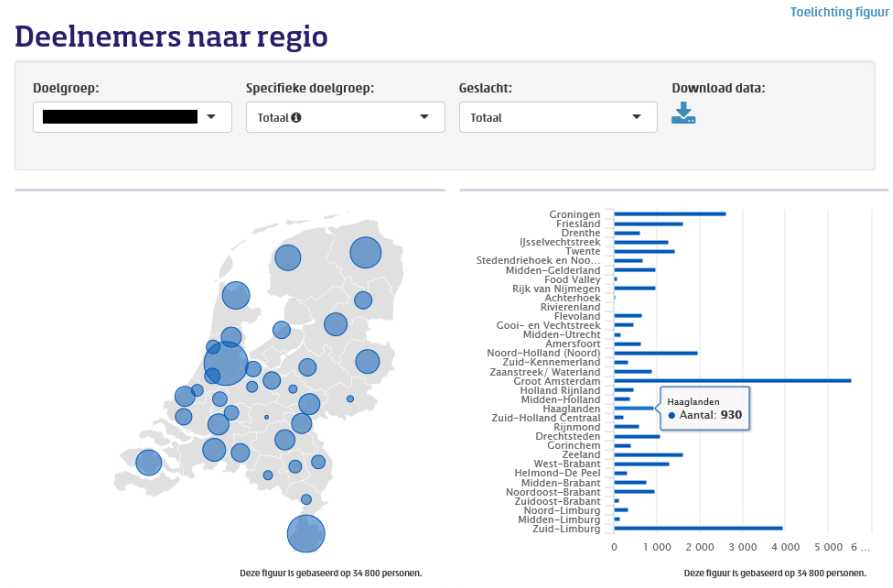 Toelichting figuur
Deelnemers naar regio
Doelgroep:
Specifieke doelgroep:
Geslacht:
Download data:
Totaal
Totaal
Groningen
Friesland
Drenthe
IJsselvechtstreek
Twente
Stedendriehoek en Noo...
Midden-Gelderland
Food Valley
Rijk van Nijmegen
Achterhoek
Rivierenland
Flevoland
Gooi- en Vechtstreek
Midden-Utrecht
Amersfoort
Noord-Holland (Noord)
Zuid-Kennemerland
Zaanstreek/ Waterland
Groot Amsterdam
Holland Rijnland
Midden-Holland
Haaglanden
Zuid-Holland Centraal
Rijnmond
Drechtsteden
Gorinchem
Zeeland
West-Brabant
Helmond-De Peel
Midden-Brabant
Noordoost-Brabant
Zuidoost-Brabant
Noord-Limburg
Midden-Limburg
Zuid-Limburg
Haaglanden
Aantal: 930
0 1 000 2 000 3 000 4 000 5 000 6 ...
Deze figuur is gebaseerd op 34 800 personen.
Deze figuur is gebaseerd op 34 800 personen.